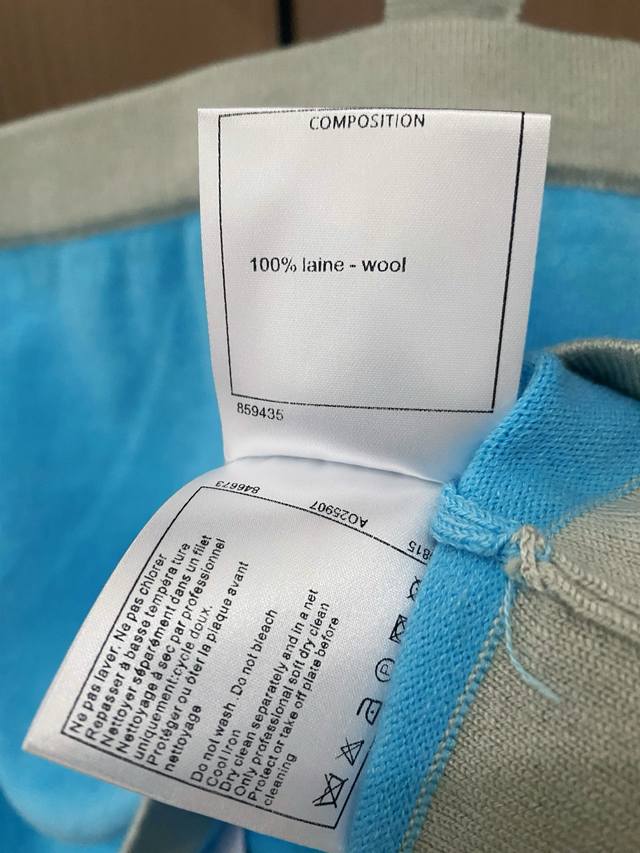 COMPOSITION
100% laine - wool
859435
846673
AO25907
Ne pas laver. Ne pas chlorer
Repasser à basse température
Nettoyer séparément dans un filet
Nettoyage à sec par professionnel
uniquement:cycle doux.
Protéger ou ôter la plaque avant
nettoyage
Do not wash. Do not bleach
Cool iron
Dry clean separately and in a net
Only professional soft dry clean
Protect or take off plate before
cleaning
P